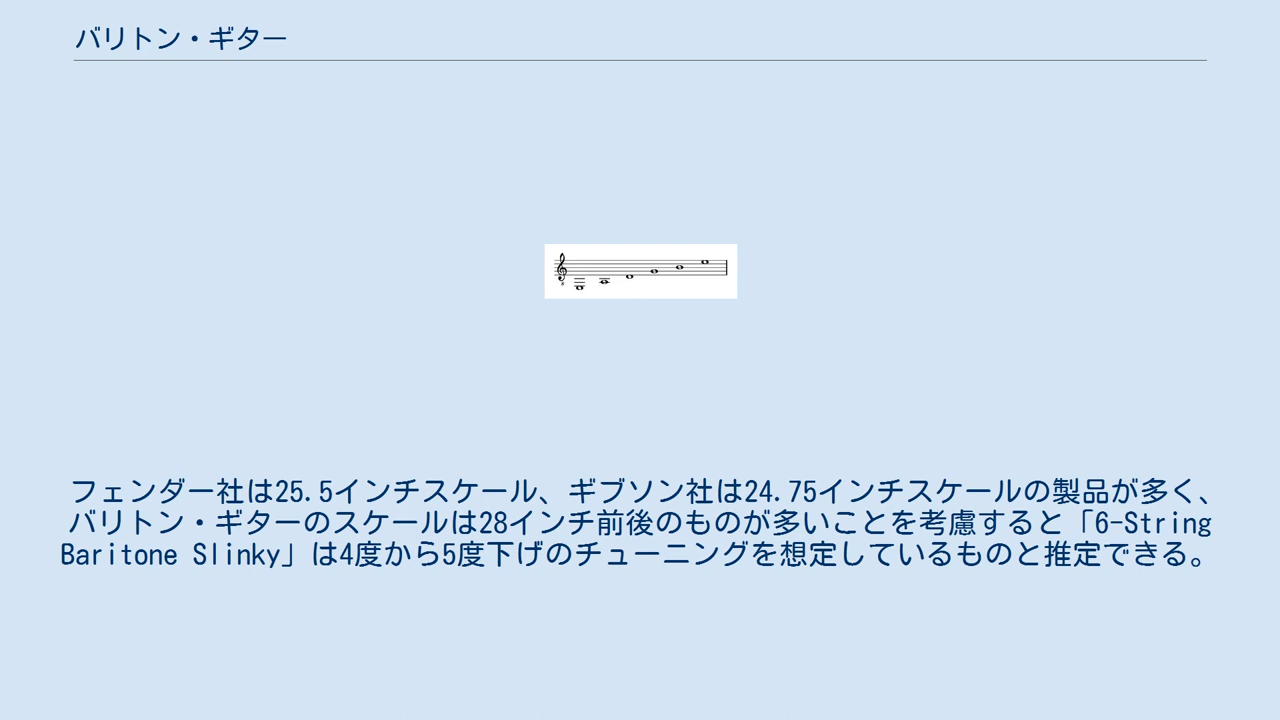 バリトン・ギター
フェンダー社は25.5インチスケール、ギブソン社は24.75インチスケールの製品が多く、
バリトン・ギターのスケールは28インチ前後のものが多いことを考慮すると「6-String
Baritone Slinky」は4度から5度下げのチューニングを想定しているものと推定できる。